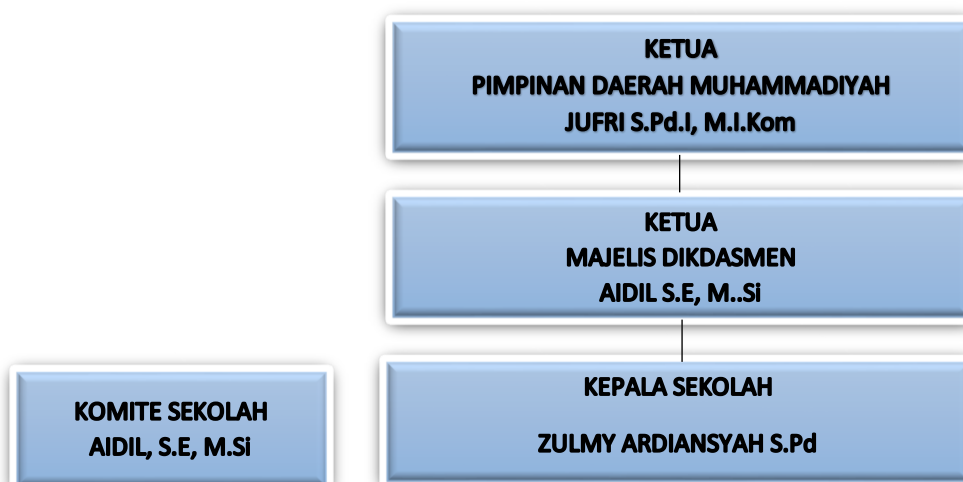 KETUA
PIMPINAN DAERAH MUHAMMADIYAH
JUFRI S.Pd.I, M.I.Kom
KETUA
MAJELIS DIKDASMEN
AIDIL S.E, M..Si
KOMITE SEKOLAH
AIDIL, S.E, M.Si
KEPALA SEKOLAH
ZULMY ARDIANSYAH S.Pd